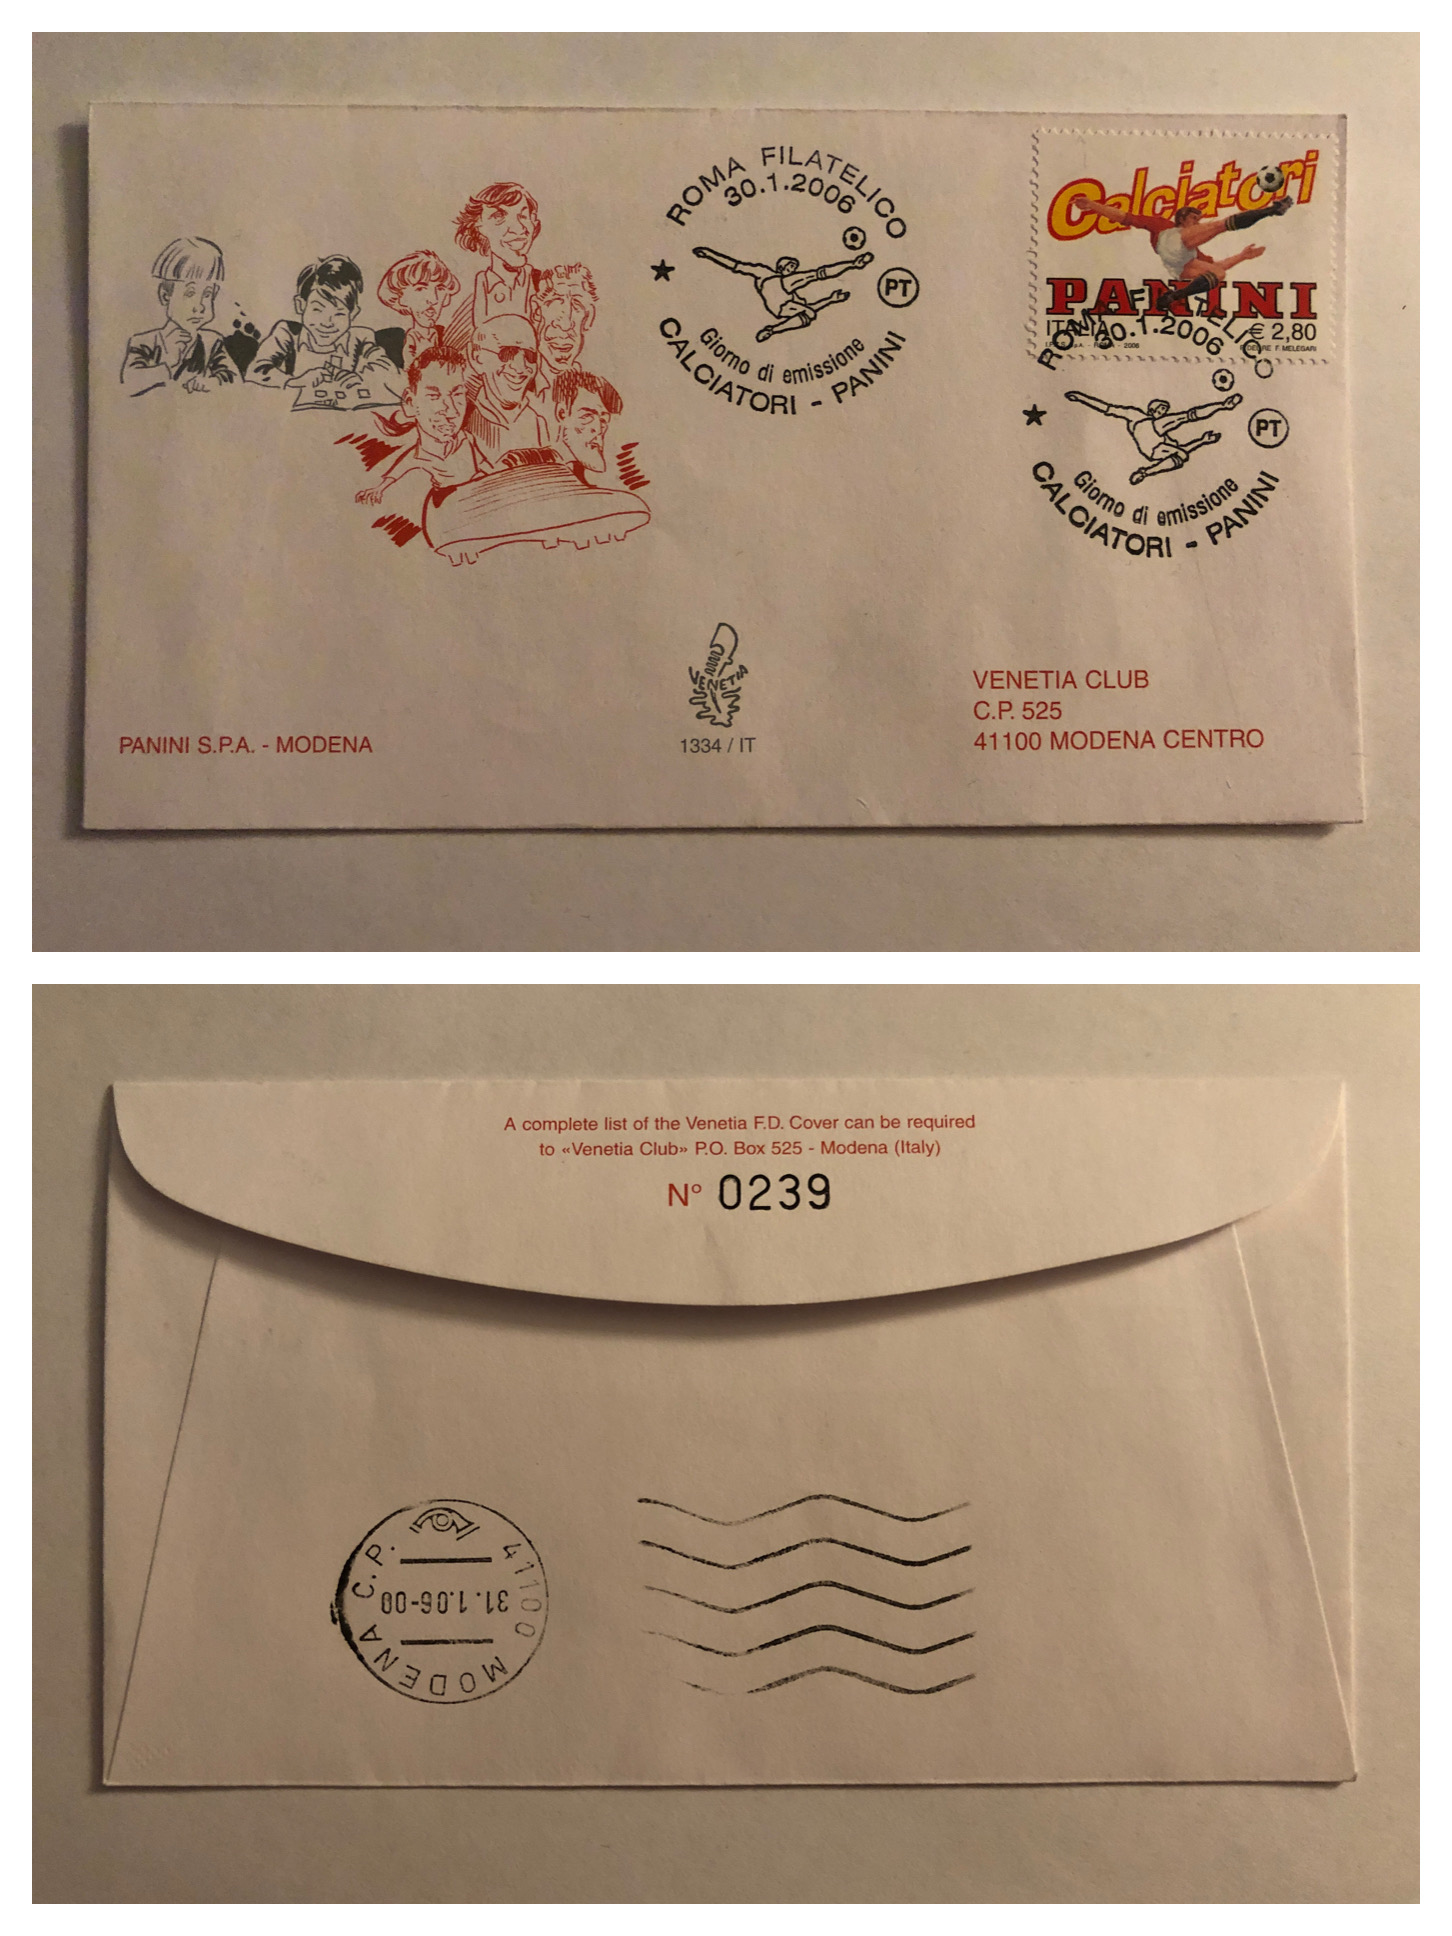 ROMA FILATELICO
30.1.2006
PT
Giorno di emissione
CALCIATORI - PANINI
Calciatori
PANINI
ITALIA
€ 2,80
ROMA FILATELICO
30.1.2006
PT
Giorno di emissione
CALCIATORI - PANINI
VENETIA
1334 / IT
PANINI S.P.A. - MODENA
VENETIA CLUB
C.P. 525
41100 MODENA CENTRO
A complete list of the Venetia F.D. Cover can be required
to «Venetia Club» P.O. Box 525 - Modena (Italy)
N° 0239
41100 MODENA C.P.
31.1.06-00